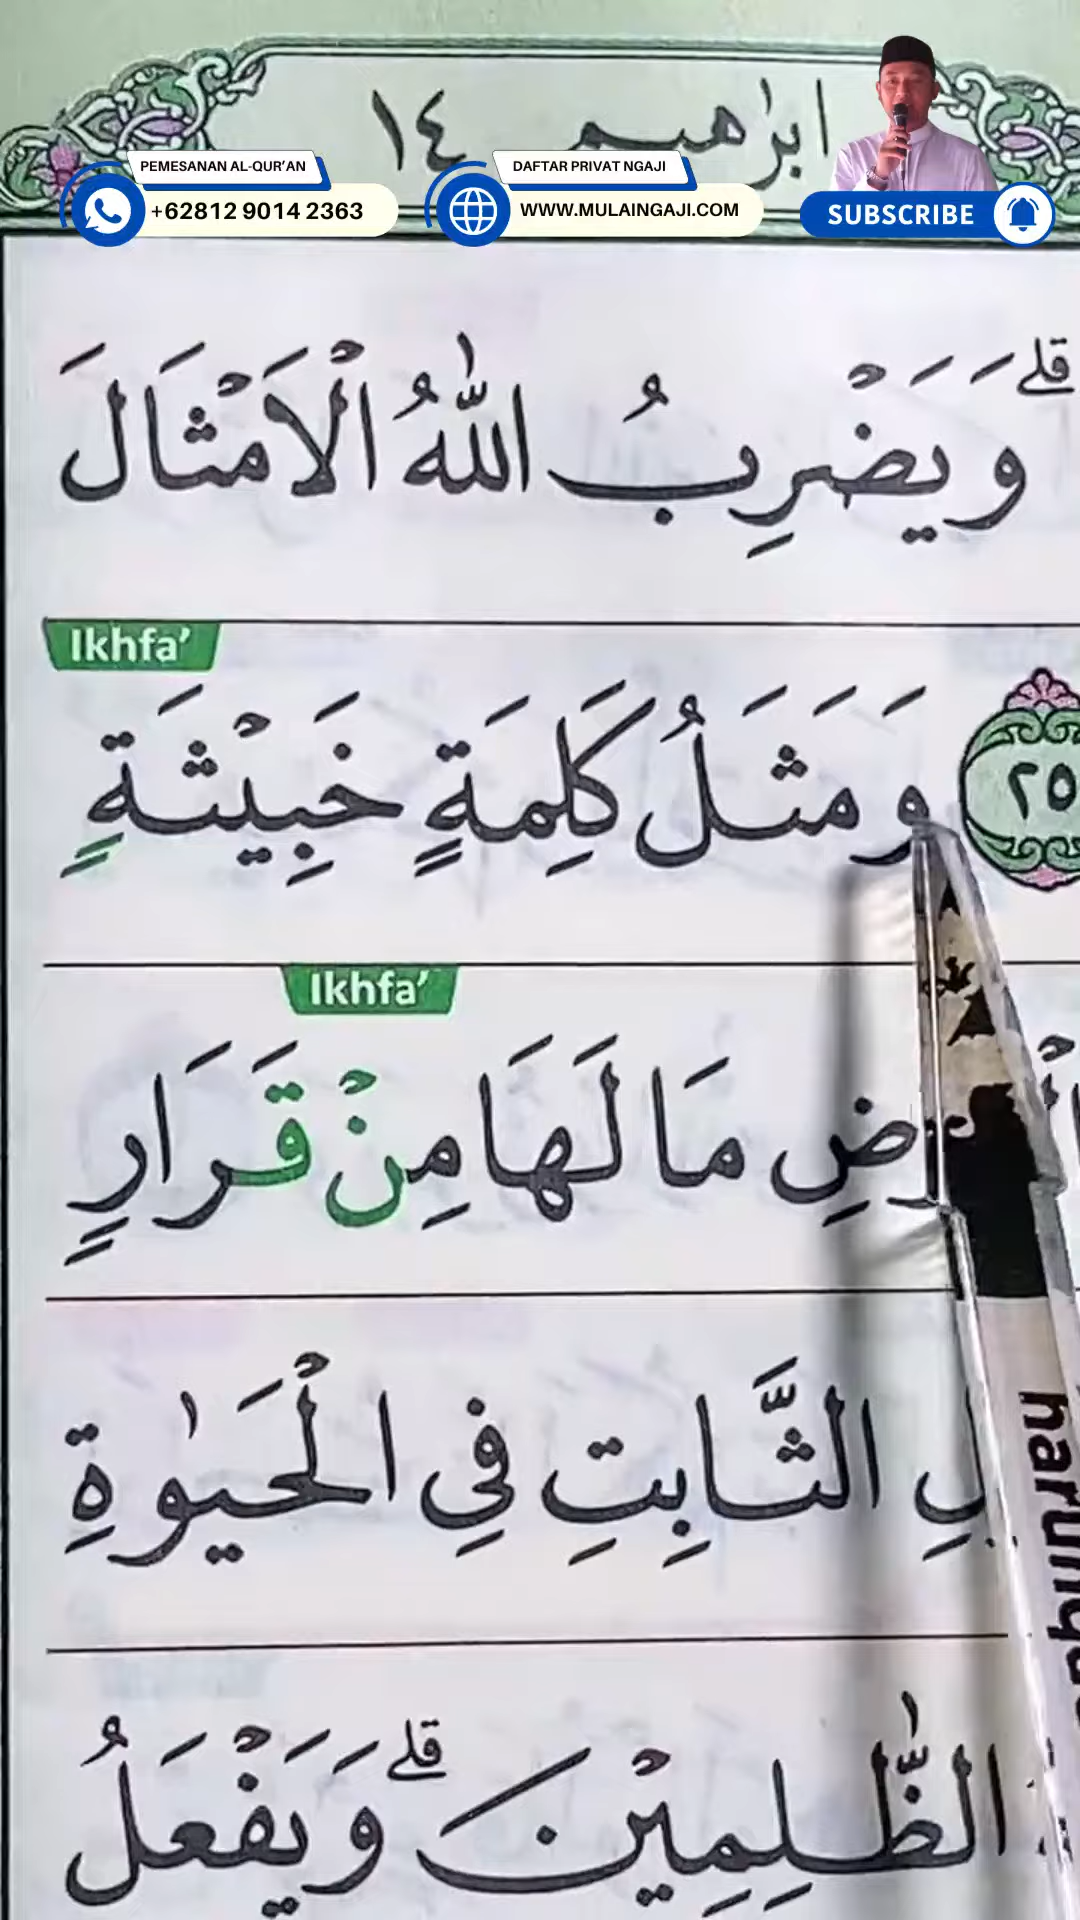 ابرٰهيم ١٤
PEMESANAN AL-QUR'AN
+62812 9014 2363
DAFTAR PRIVAT NGAJI
WWW.MULAINGAJI.COM
SUBSCRIBE
ۗ وَيَضْرِبُ اللّٰهُ الْاَمْثَالَ
Ikhfa'
٢٥ وَمَثَلُ كَلِمَةٍ خَبِيْثَةٍ
Ikhfa'
مَا لَهَا مِنْ قَرَارٍ
الثَّابِتِ فِى الْحَيٰوةِ
الظّٰلِمِيْنَ ۗ وَيَفْعَلُ